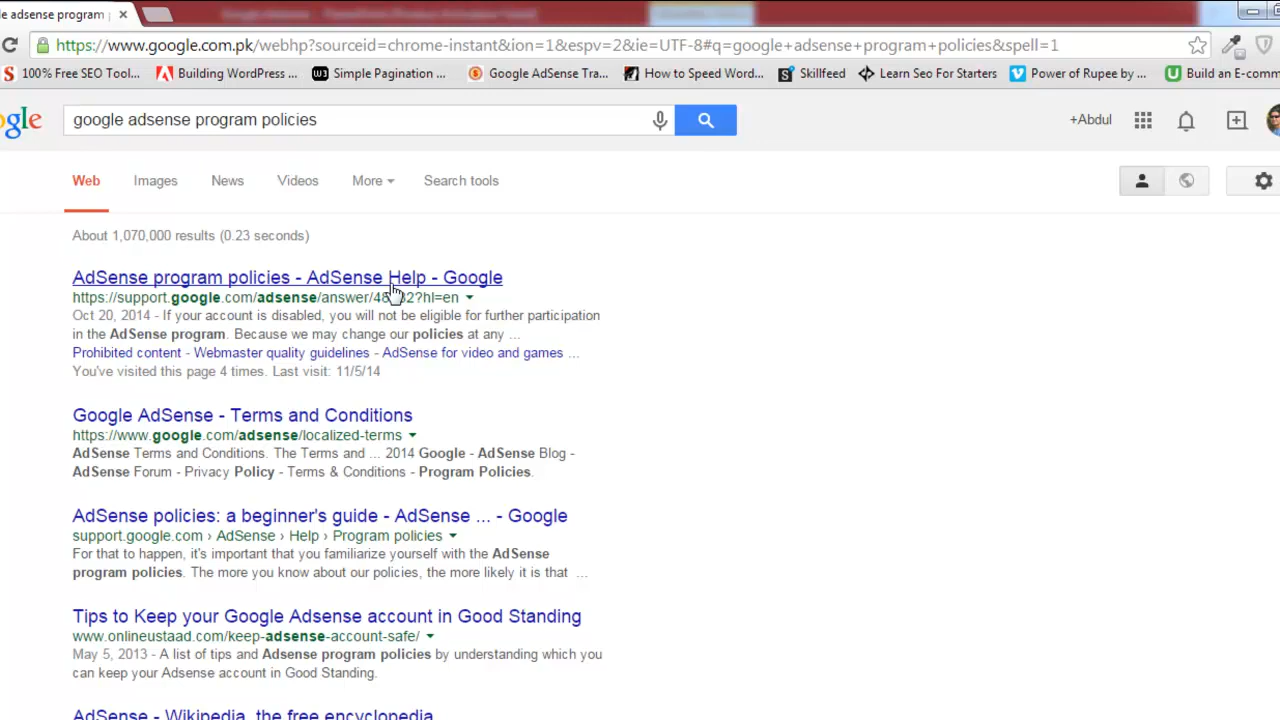 le adsense program
https://www.google.com.pk/webhp?sourceid=chrome-instant&ion=1&espv=2&ie=UTF-8#q=google+adsense+program+policies&spell=1
100% Free SEO Tool... Building WordPress ... Simple Pagination ... Google AdSense Tra... How to Speed Word... Skillfeed Learn Seo For Starters Power of Rupee by ... Build an E-comm
ogle google adsense program policies +Abdul
Web Images News Videos More Search tools
About 1,070,000 results (0.23 seconds)
AdSense program policies - AdSense Help - Google
https://support.google.com/adsense/answer/48 2?hl=en
Oct 20, 2014 - If your account is disabled, you will not be eligible for further participation
in the AdSense program. Because we may change our policies at any ...
Prohibited content - Webmaster quality guidelines - AdSense for video and games ...
You've visited this page 4 times. Last visit: 11/5/14
Google AdSense - Terms and Conditions
https://www.google.com/adsense/localized-terms
AdSense Terms and Conditions. The Terms and ... 2014 Google - AdSense Blog -
AdSense Forum - Privacy Policy - Terms & Conditions - Program Policies.
AdSense policies: a beginner's guide - AdSense ... - Google
support.google.com › AdSense › Help › Program policies
For that to happen, it's important that you familiarize yourself with the AdSense
program policies. The more you know about our policies, the more likely it is that ...
Tips to Keep your Google Adsense account in Good Standing
www.onlineustaad.com/keep-adsense-account-safe/
May 5, 2013 - A list of tips and Adsense program policies by understanding which you
can keep your Adsense account in Good Standing.
AdSense - Wikipedia, the free encyclopedia